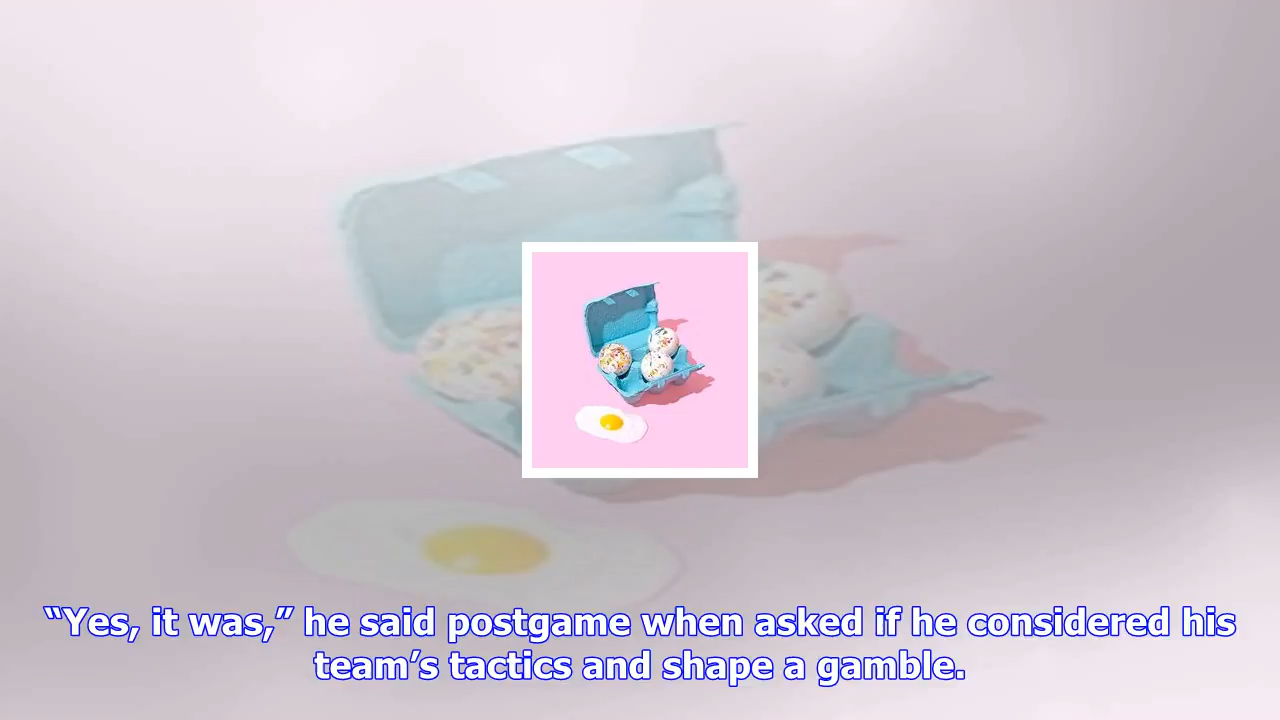 “Yes, it was,” he said postgame when asked if he considered his
team’s tactics and shape a gamble.